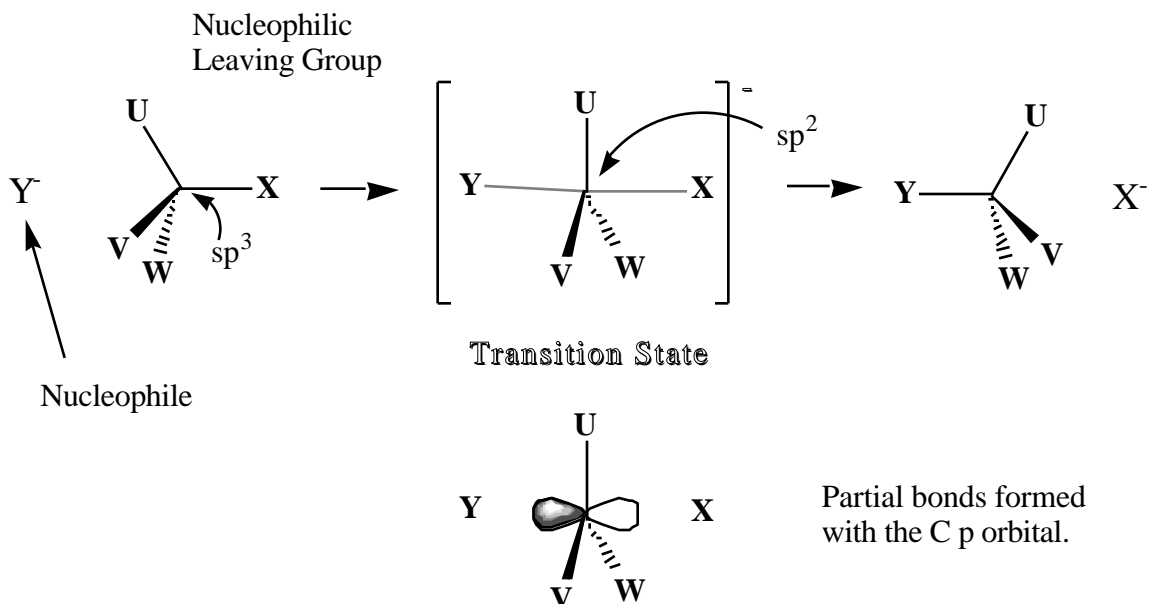 Nucleophilic
Leaving Group
U
Y-
X
V
W
sp3
-
U
sp2
Y
X
V
W
U
Y
X-
V
W
Transition State
Nucleophile
U
Y
X
V
W
Partial bonds formed
with the C p orbital.